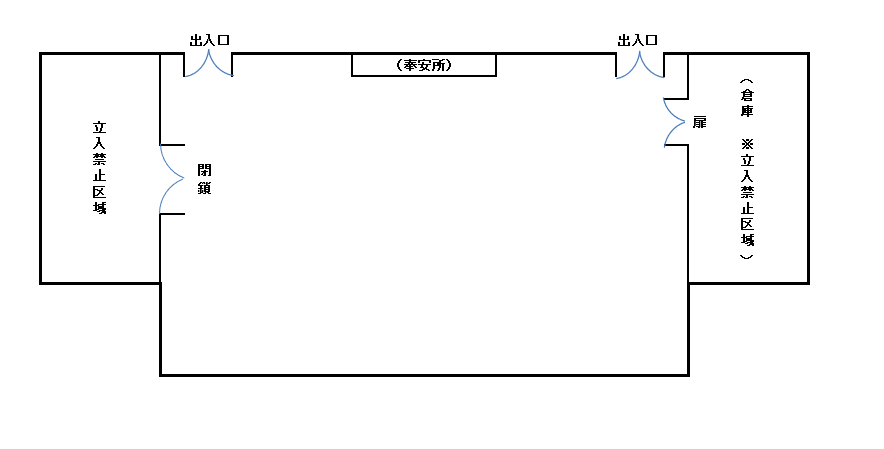 出入口
出入口
（奉安所）
立入禁止区域
閉鎖
扉
（倉庫　※立入禁止区域）